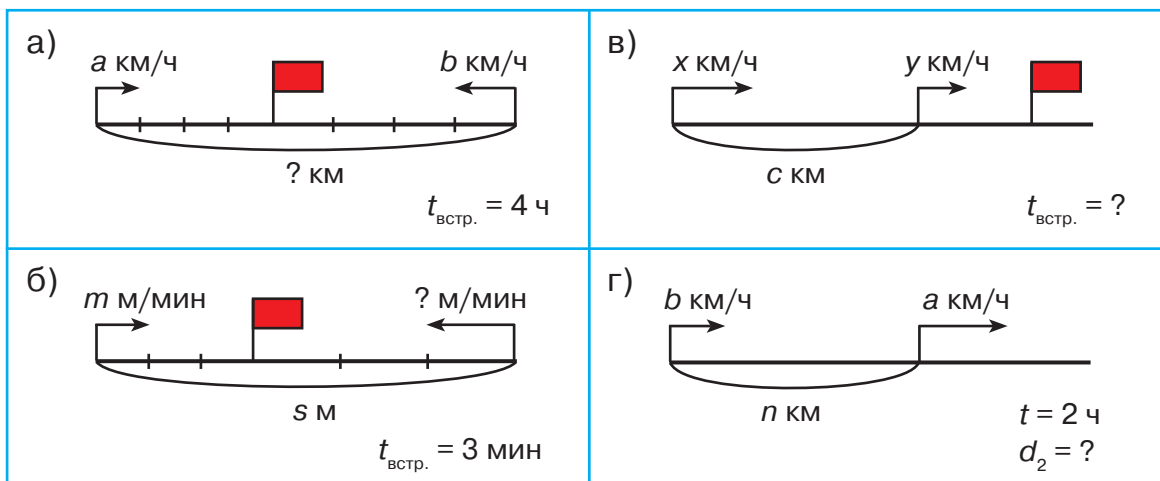 а)
a км/ч
b км/ч
? км
tвстр. = 4 ч
в)
x км/ч
y км/ч
c км
tвстр. = ?
б)
m м/мин
? м/мин
s м
tвстр. = 3 мин
г)
b км/ч
a км/ч
n км
t = 2 ч
d2 = ?